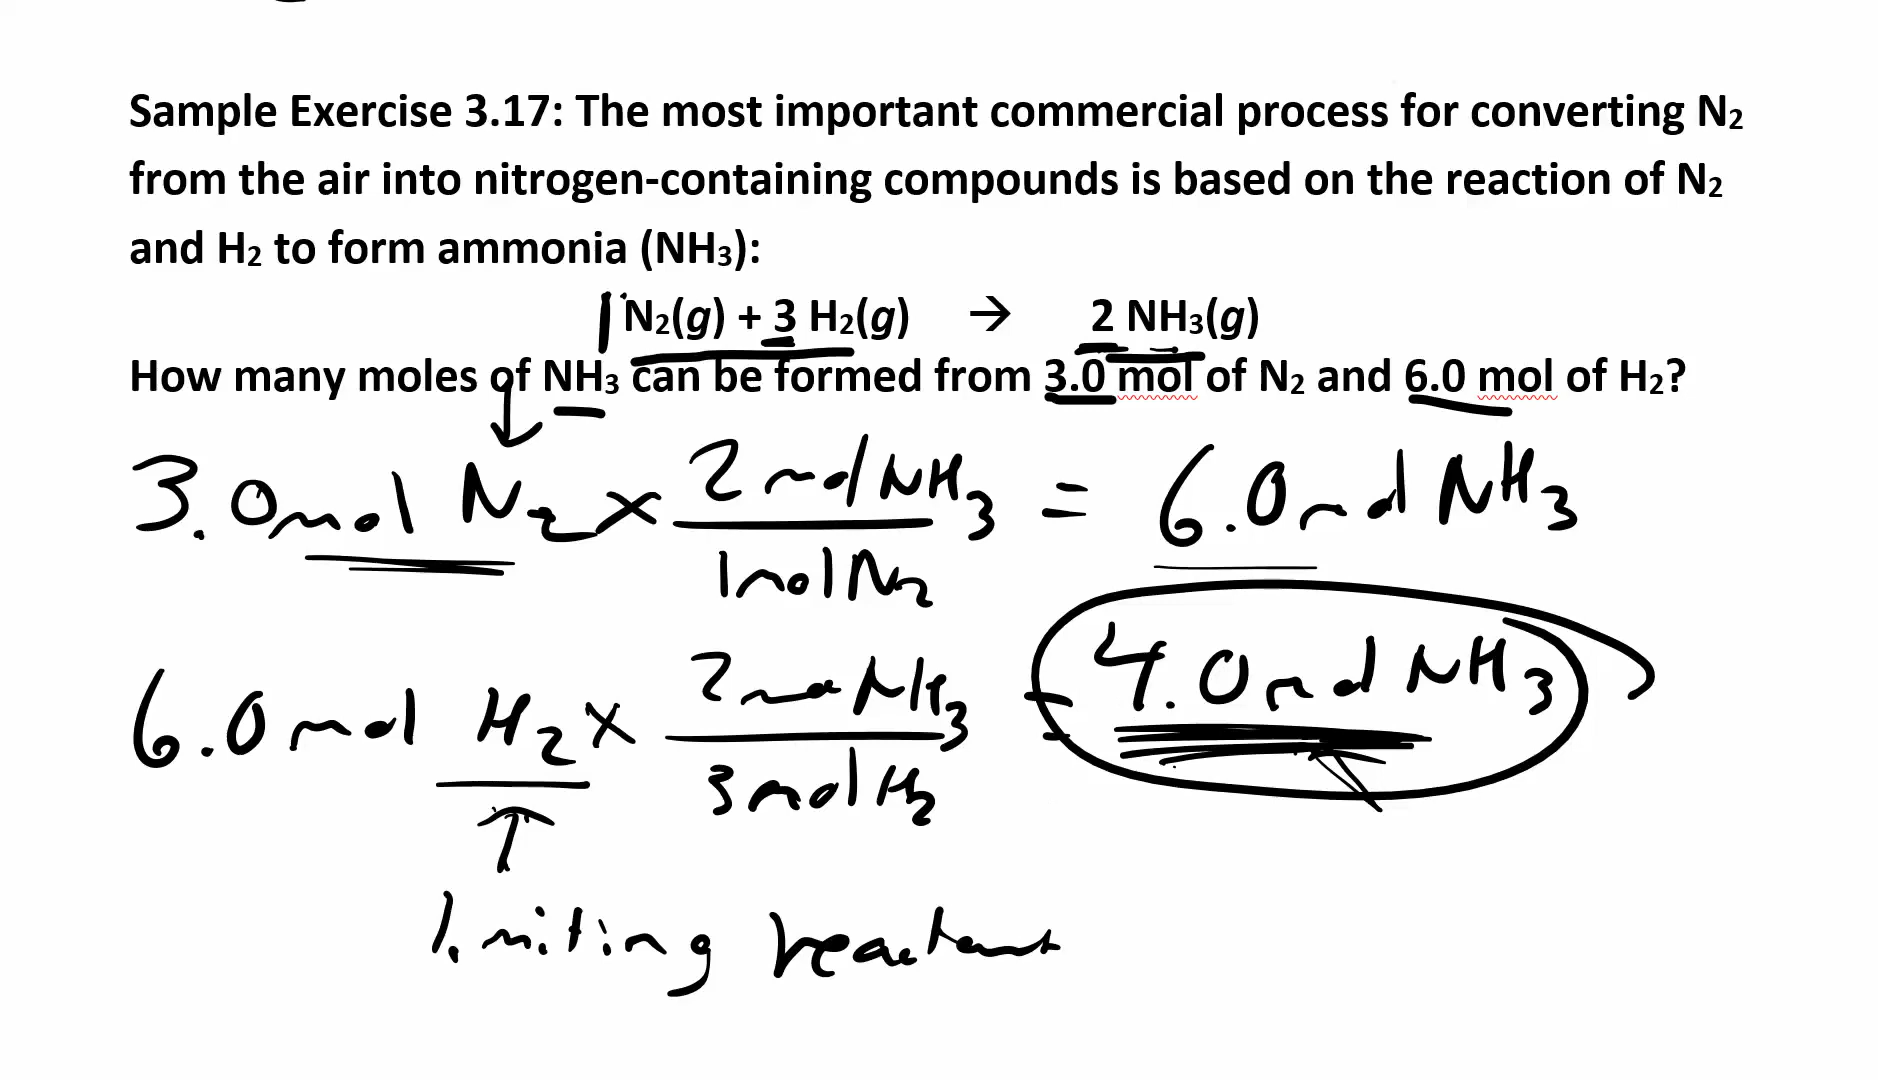 Sample Exercise 3.17: The most important commercial process for converting N₂
from the air into nitrogen-containing compounds is based on the reaction of N₂
and H₂ to form ammonia (NH₃):
1 N₂(g) + 3 H₂(g) → 2 NH₃(g)
How many moles of NH₃ can be formed from 3.0 mol of N₂ and 6.0 mol of H₂?
3.0 mol N₂ × 2 mol NH₃ = 6.0 mol NH₃
1 mol N₂
6.0 mol H₂ × 2 mol NH₃ = 4.0 mol NH₃
3 mol H₂
limiting reactant